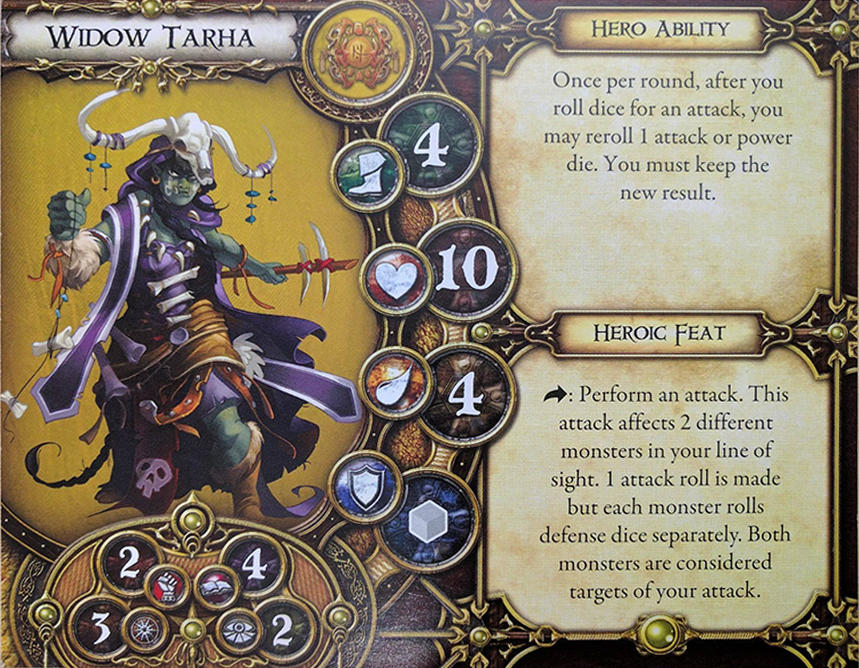 Widow Tarha
4
10
4
2
4
3
2
Hero Ability
Once per round, after you
roll dice for an attack, you
may reroll 1 attack or power
die. You must keep the
new result.
Heroic Feat
: Perform an attack. This
attack affects 2 different
monsters in your line of
sight. 1 attack roll is made
but each monster rolls
defense dice separately. Both
monsters are considered
targets of your attack.